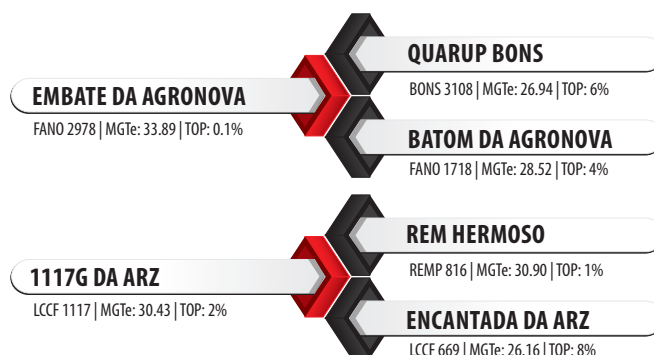 QUARUP BONS
BONS 3108 | MGTe: 26.94 | TOP: 6%
EMBATE DA AGRONOVA
FANO 2978 | MGTe: 33.89 | TOP: 0.1%
BATOM DA AGRONOVA
FANO 1718 | MGTe: 28.52 | TOP: 4%
REM HERMOSO
REMP 816 | MGTe: 30.90 | TOP: 1%
1117G DA ARZ
LCCF 1117 | MGTe: 30.43 | TOP: 2%
ENCANTADA DA ARZ
LCCF 669 | MGTe: 26.16 | TOP: 8%